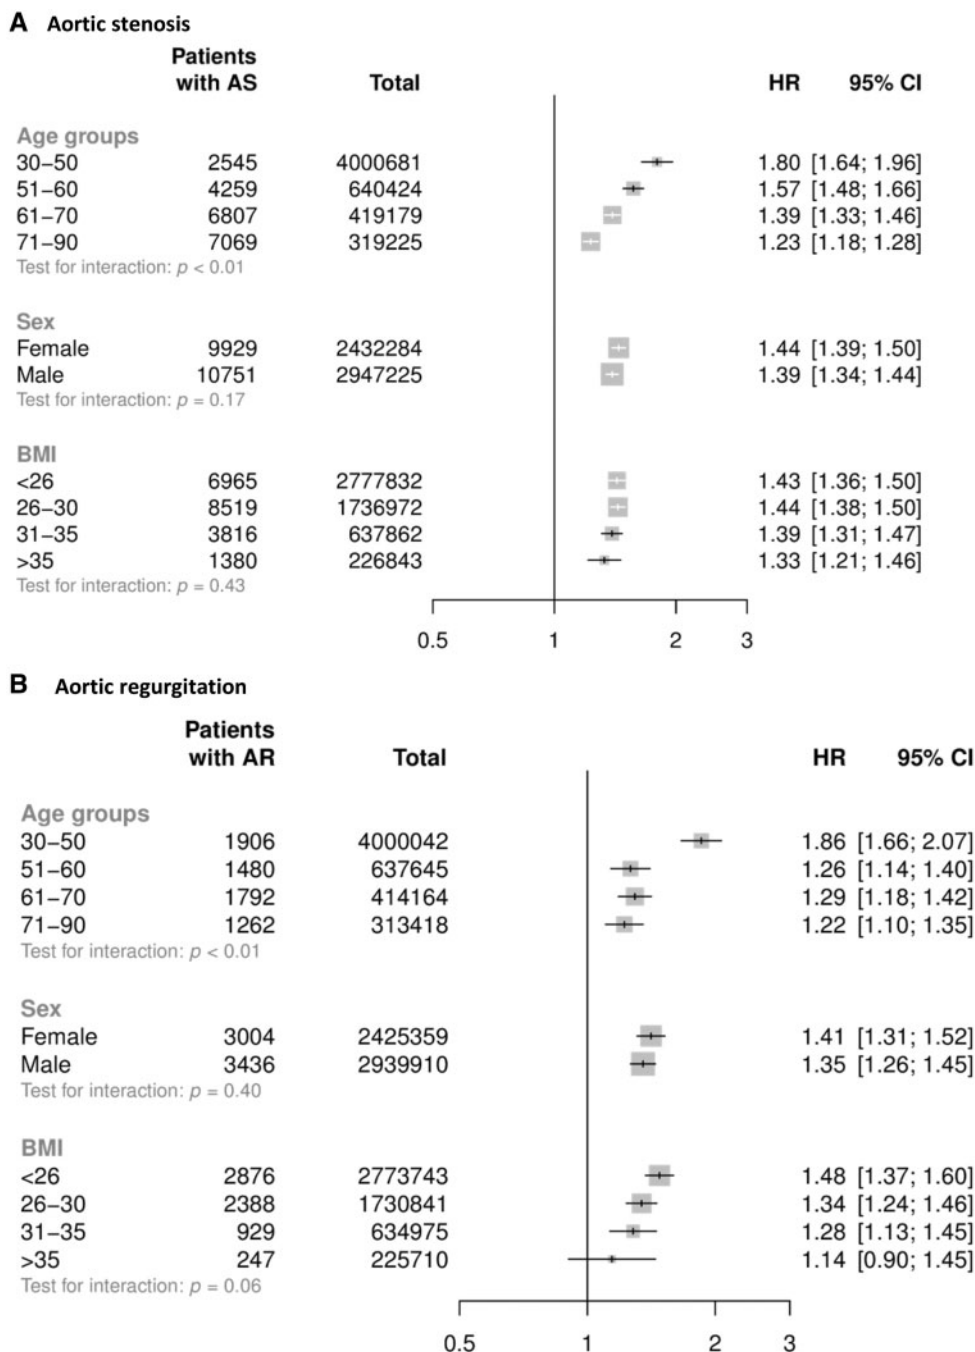 A Aortic stenosis
Patients
with AS Total HR 95% CI
Age groups
30–50 2545 4000681 1.80 [1.64; 1.96]
51–60 4259 640424 1.57 [1.48; 1.66]
61–70 6807 419179 1.39 [1.33; 1.46]
71–90 7069 319225 1.23 [1.18; 1.28]
Test for interaction: p < 0.01
Sex
Female 9929 2432284 1.44 [1.39; 1.50]
Male 10751 2947225 1.39 [1.34; 1.44]
Test for interaction: p = 0.17
BMI
<26 6965 2777832 1.43 [1.36; 1.50]
26–30 8519 1736972 1.44 [1.38; 1.50]
31–35 3816 637862 1.39 [1.31; 1.47]
>35 1380 226843 1.33 [1.21; 1.46]
Test for interaction: p = 0.43
0.5 1 2 3
B Aortic regurgitation
Patients
with AR Total HR 95% CI
Age groups
30–50 1906 4000042 1.86 [1.66; 2.07]
51–60 1480 637645 1.26 [1.14; 1.40]
61–70 1792 414164 1.29 [1.18; 1.42]
71–90 1262 313418 1.22 [1.10; 1.35]
Test for interaction: p < 0.01
Sex
Female 3004 2425359 1.41 [1.31; 1.52]
Male 3436 2939910 1.35 [1.26; 1.45]
Test for interaction: p = 0.40
BMI
<26 2876 2773743 1.48 [1.37; 1.60]
26–30 2388 1730841 1.34 [1.24; 1.46]
31–35 929 634975 1.28 [1.13; 1.45]
>35 247 225710 1.14 [0.90; 1.45]
Test for interaction: p = 0.06
0.5 1 2 3